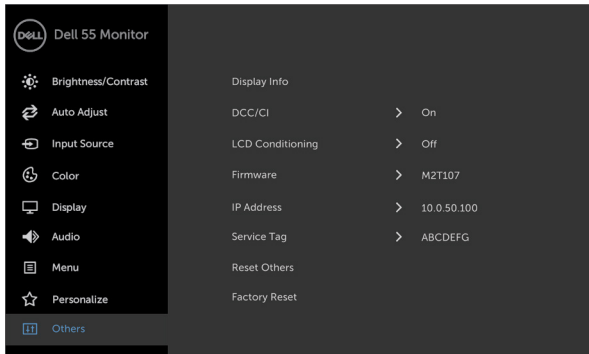 DELL Dell 55 Monitor
Brightness/Contrast
Auto Adjust
Input Source
Color
Display
Audio
Menu
Personalize
Others
Display Info
DCC/CI > On
LCD Conditioning > Off
Firmware > M2T107
IP Address > 10.0.50.100
Service Tag > ABCDEFG
Reset Others
Factory Reset